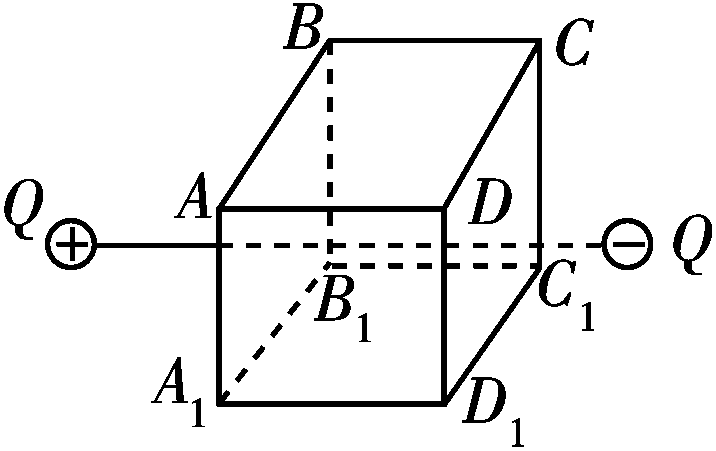 B
C
A
D
Q
+
−
Q
B₁
C₁
A₁
D₁